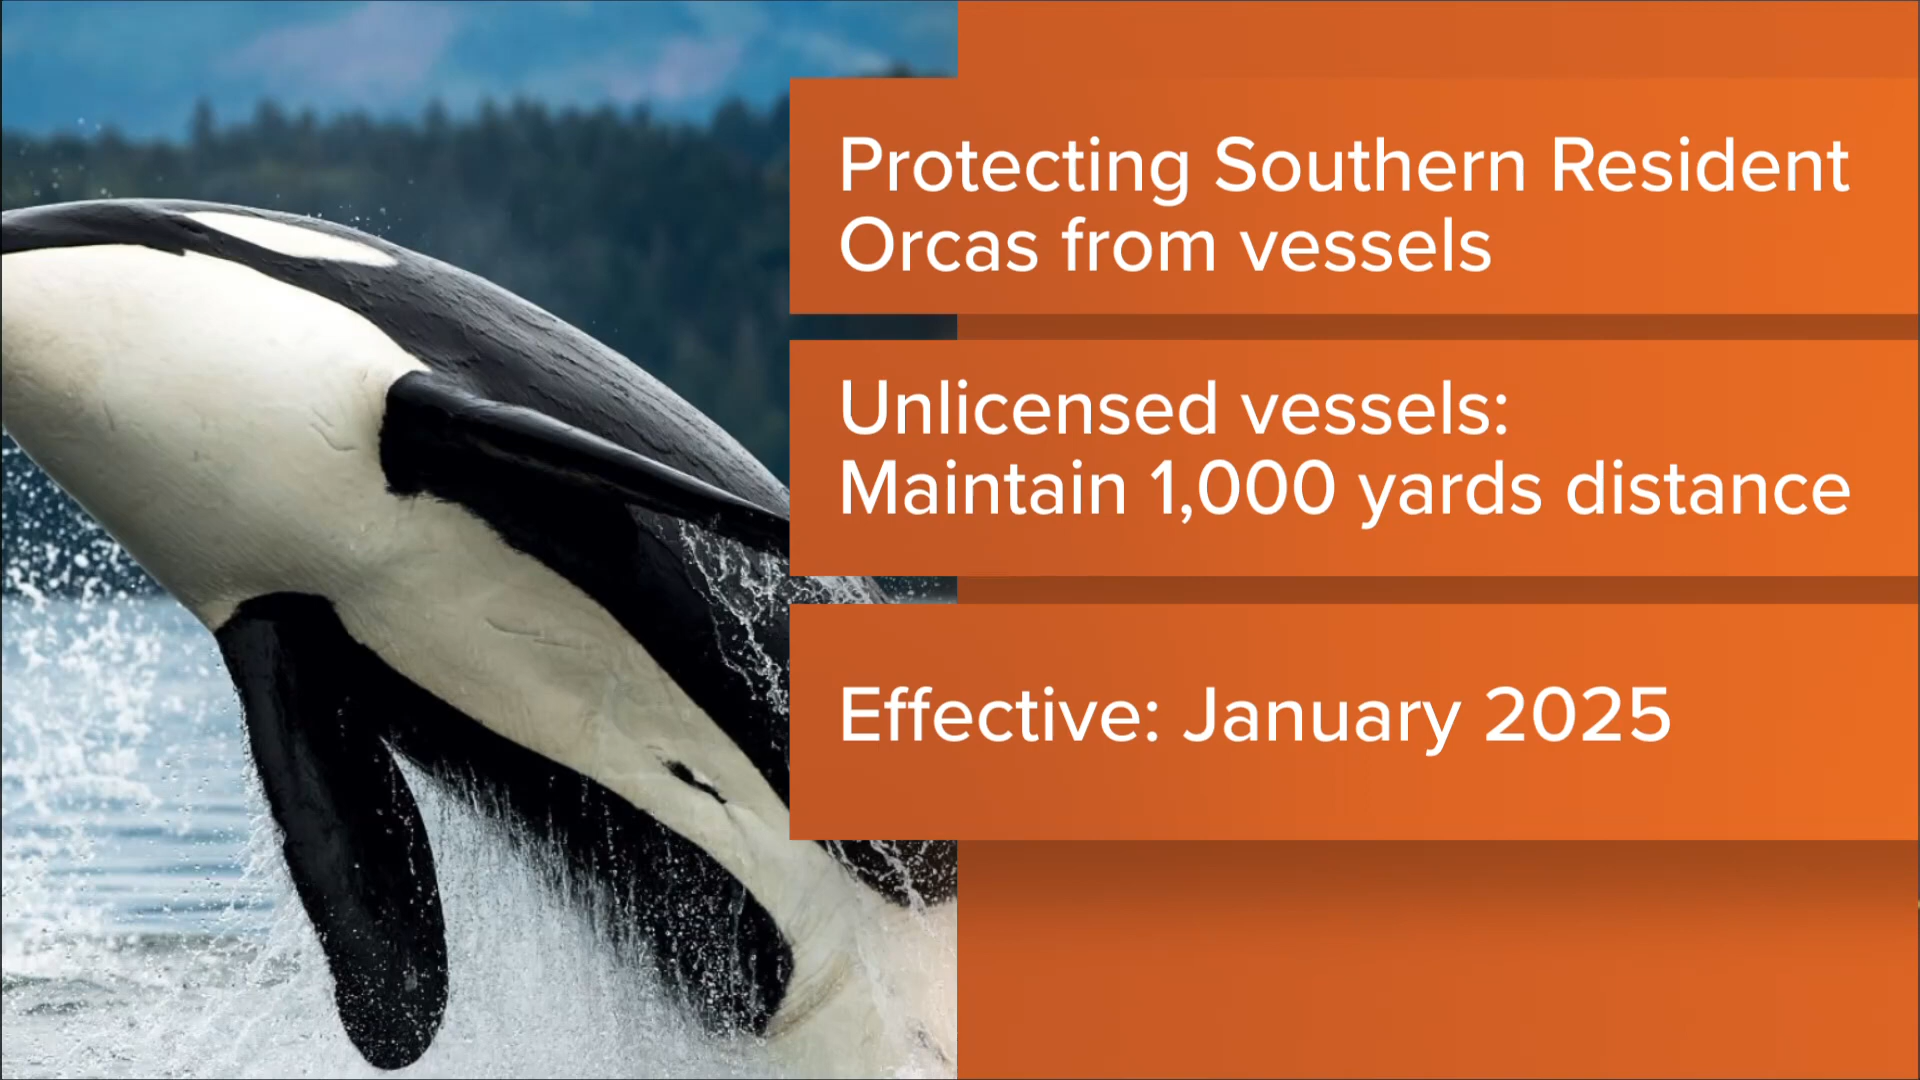 Protecting Southern Resident
Orcas from vessels
Unlicensed vessels:
Maintain 1,000 yards distance
Effective: January 2025